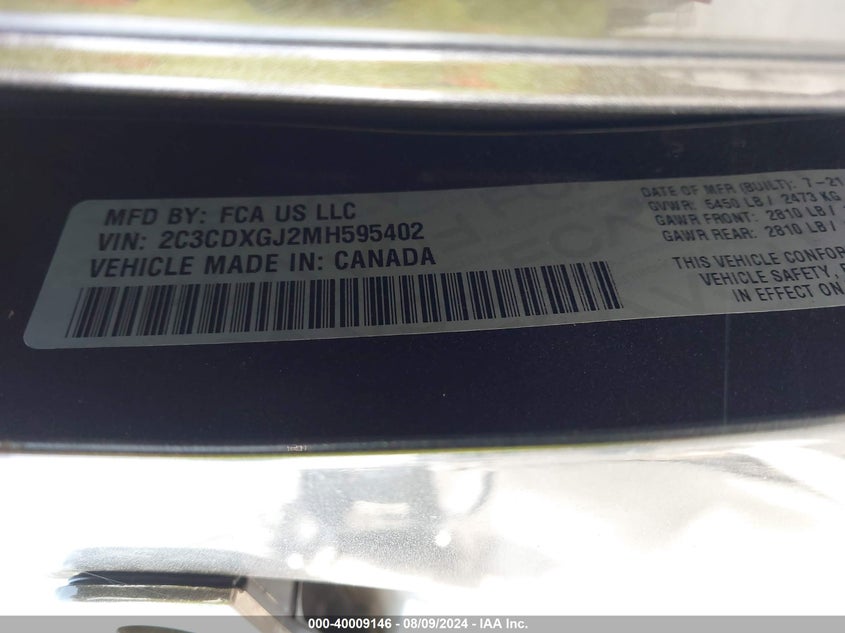 MFD BY: FCA US LLC
VIN: 2C3CDXGJ2MH595402
VEHICLE MADE IN: CANADA
DATE OF MFR (BUILT): 7-21
GVWR: 5450 LB / 2473 KG
GAWR FRONT: 2810 LB /
GAWR REAR: 2810 LB /
THIS VEHICLE CONFOR
VEHICLE SAFETY,
IN EFFECT ON
000-40009146 - 08/09/2024 - IAA Inc.